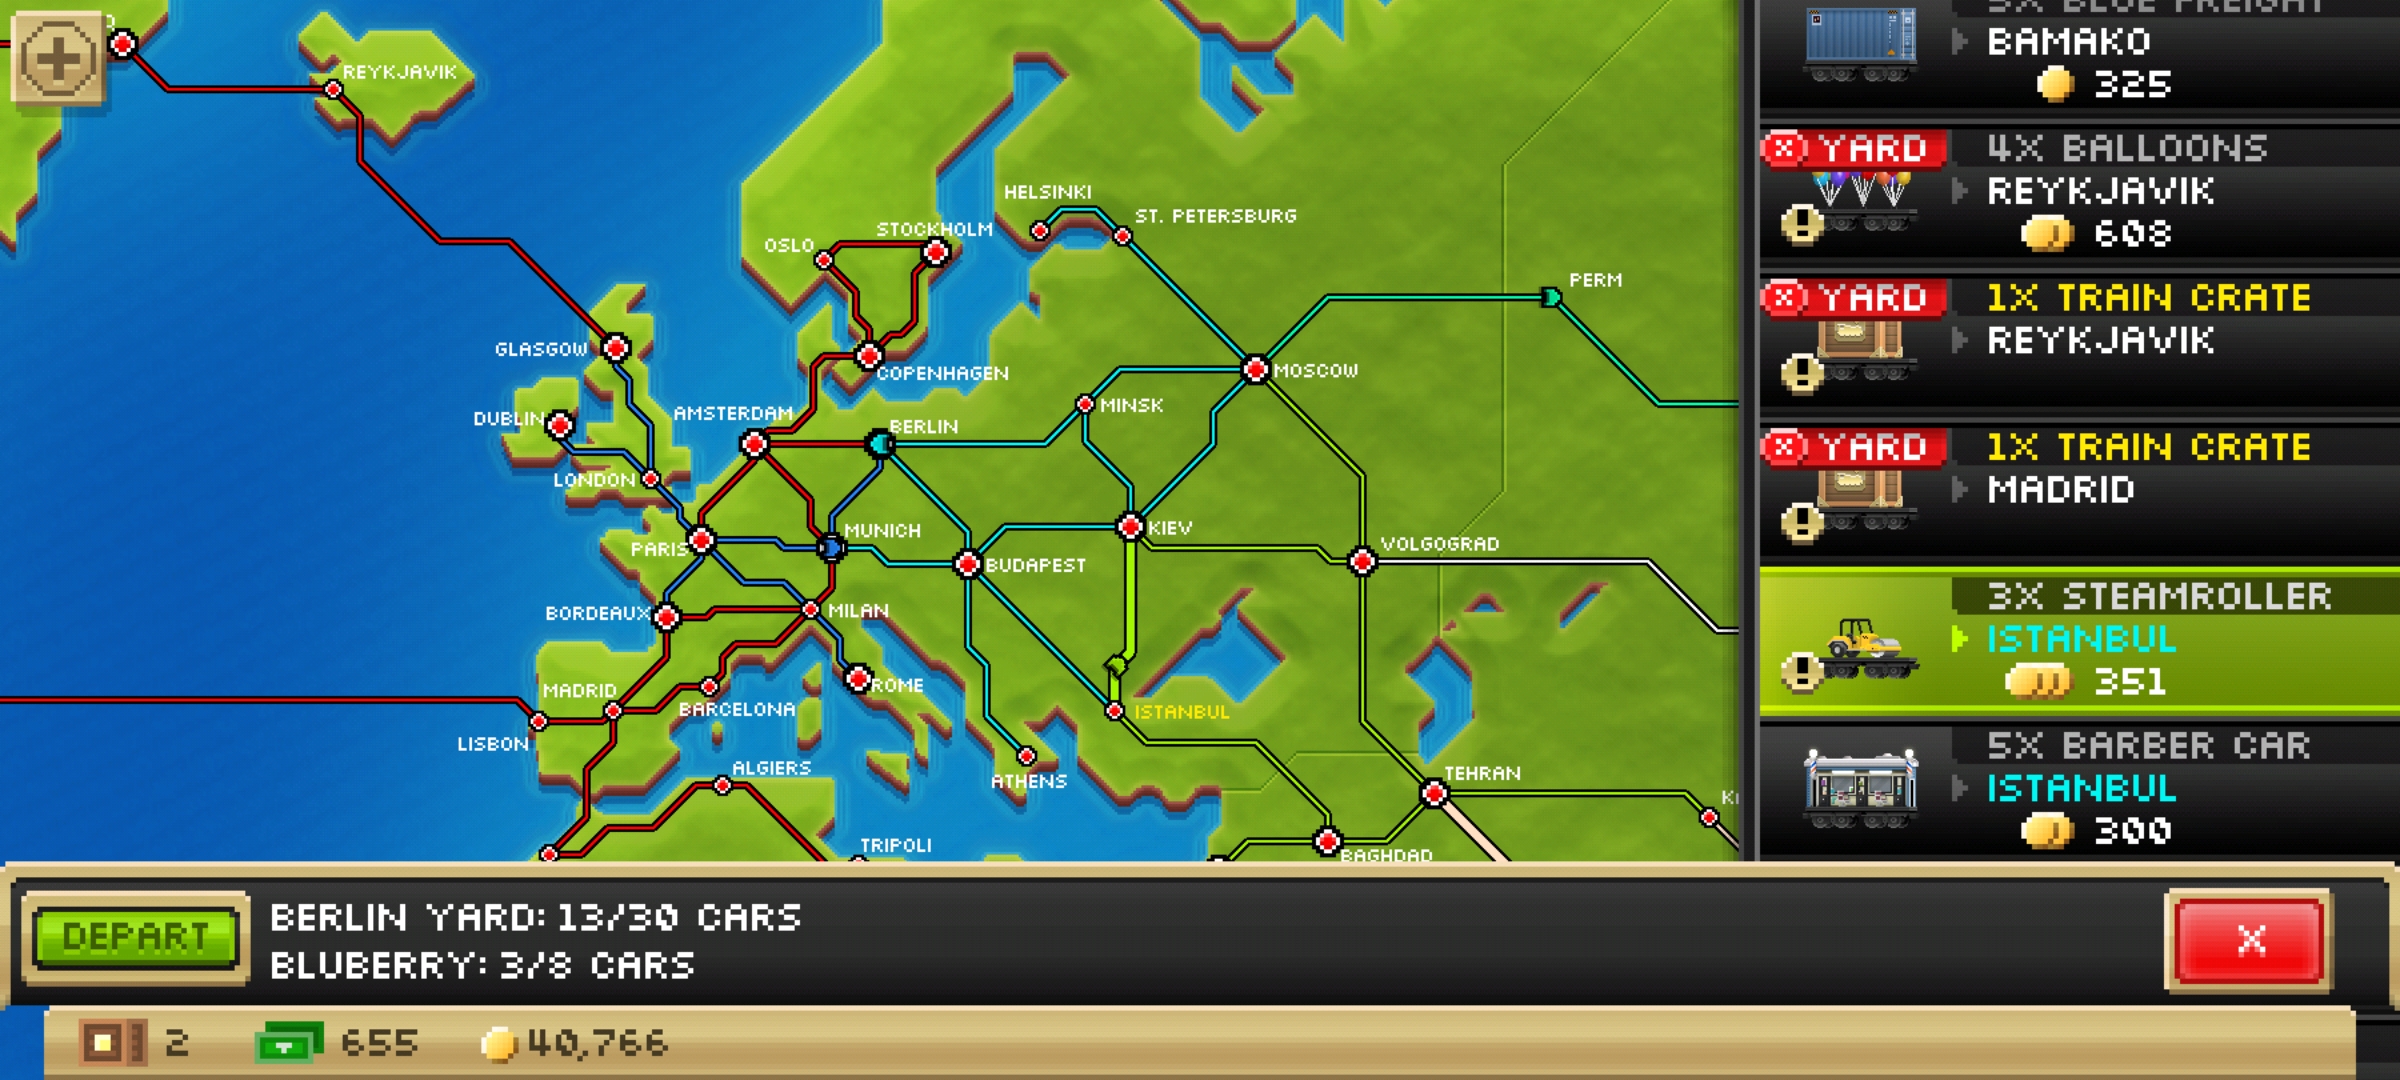 REYKJAVIK
HELSINKI
ST. PETERSBURG
STOCKHOLM
OSLO
PERM
GLASGOW
COPENHAGEN
MOSCOW
DUBLIN
AMSTERDAM
BERLIN
MINSK
LONDON
MUNICH
KIEV
VOLGOGRAD
PARIS
BUDAPEST
BORDEAUX
MILAN
MADRID
ROME
BARCELONA
ISTANBUL
LISBON
ALGIERS
ATHENS
TEHRAN
TRIPOLI
BAGHDAD
5X BLUE FREIGHT
BAMAKO
325
YARD
4X BALLOONS
REYKJAVIK
608
YARD
1X TRAIN CRATE
REYKJAVIK
YARD
1X TRAIN CRATE
MADRID
3X STEAMROLLER
ISTANBUL
351
5X BARBER CAR
ISTANBUL
300
DEPART
BERLIN YARD: 13/30 CARS
BLUBERRY: 3/8 CARS
X
2
655
40,766